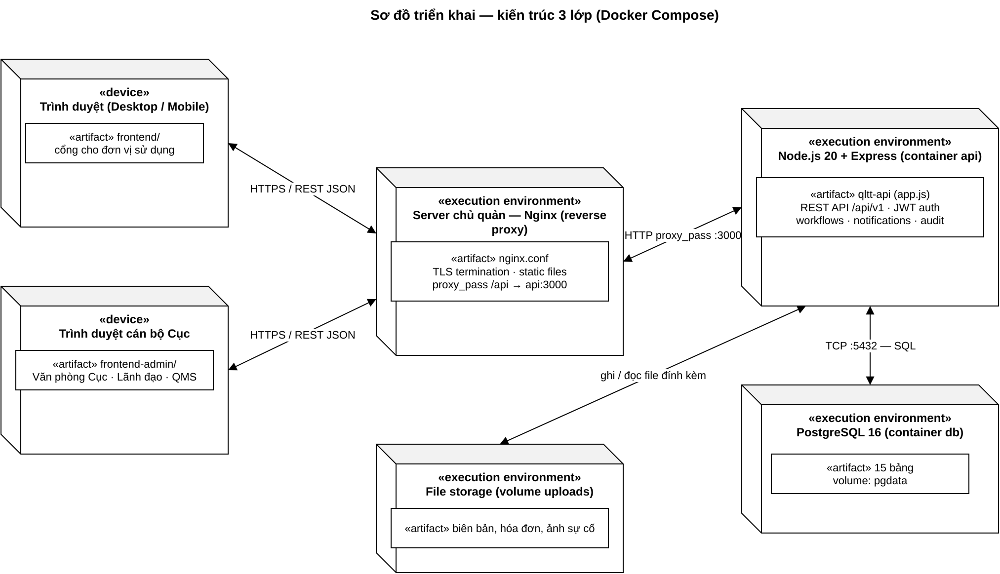 Sơ đồ triển khai — kiến trúc 3 lớp (Docker Compose)
«device»
Trình duyệt (Desktop / Mobile)
«artifact» frontend/
cổng cho đơn vị sử dụng
HTTPS / REST JSON
«execution environment»
Server chủ quản — Nginx (reverse
proxy)
«artifact» nginx.conf
TLS termination · static files
proxy_pass /api → api:3000
HTTP proxy_pass :3000
«execution environment»
Node.js 20 + Express (container api)
«artifact» qltt-api (app.js)
REST API /api/v1 · JWT auth
workflows · notifications · audit
«device»
Trình duyệt cán bộ Cục
«artifact» frontend-admin/
Văn phòng Cục · Lãnh đạo · QMS
HTTPS / REST JSON
ghi / đọc file đính kèm
TCP :5432 — SQL
«execution environment»
File storage (volume uploads)
«artifact» biên bản, hóa đơn, ảnh sự cố
«execution environment»
PostgreSQL 16 (container db)
«artifact» 15 bảng
volume: pgdata